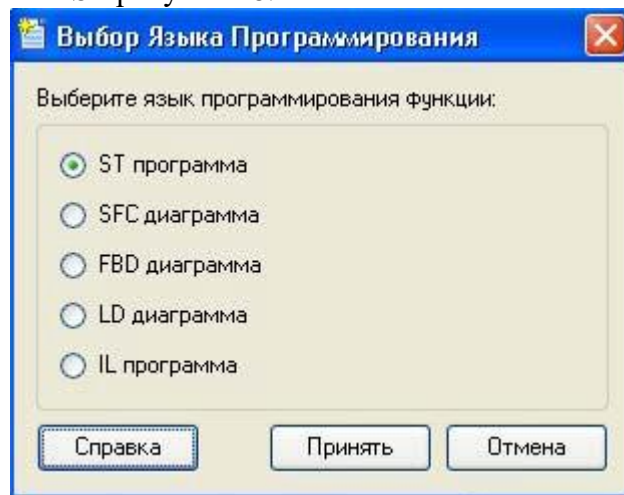 Выбор Языка Программирования
Выберите язык программирования функции:
ST программа
SFC диаграмма
FBD диаграмма
LD диаграмма
IL программа
Справка Принять Отмена